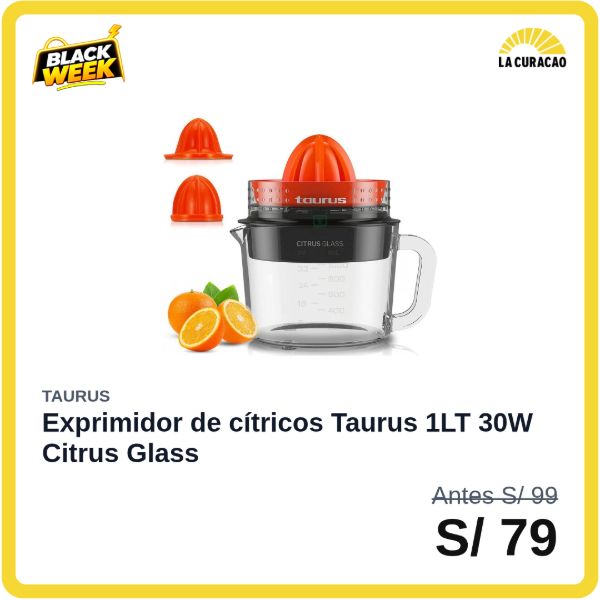 BLACK
WEEK
LA CURACAO
taurus
CITRUS GLASS
TAURUS
Exprimidor de cítricos Taurus 1LT 30W
Citrus Glass
Antes S/ 99
S/ 79